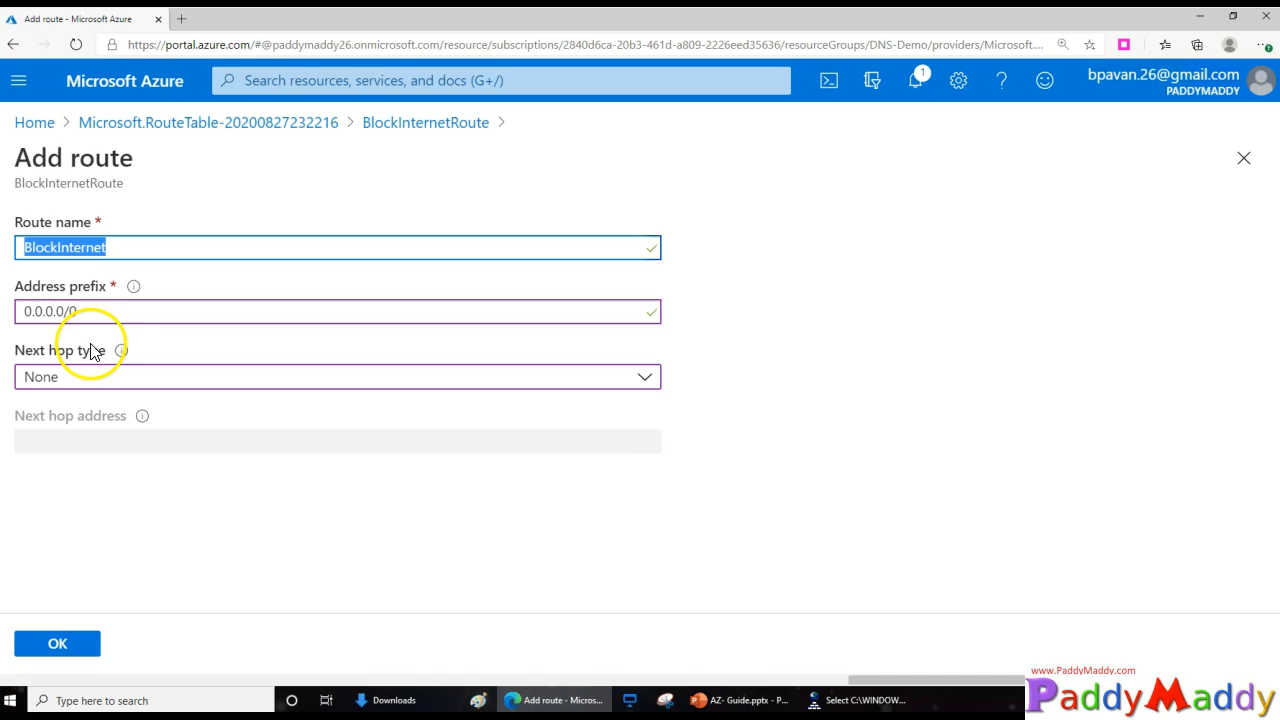 Add route - Microsoft Azure
https://portal.azure.com/#@paddymaddy26.onmicrosoft.com/resource/subscriptions/2840d6ca-20b3-461d-a809-2226eed35636/resourceGroups/DNS-Demo/providers/Microsoft....
Microsoft Azure
Search resources, services, and docs (G+/)
1
bpavan.26@gmail.com
PADDYMADDY
Home > Microsoft.RouteTable-20200827232216 > BlockInternetRoute >
Add route
BlockInternetRoute
Route name *
BlockInternet
Address prefix *
0.0.0.0/0
Next hop type
None
Next hop address
OK
www.PaddyMaddy.com
PaddyMaddy
Type here to search
Downloads
Add route - Micros...
AZ- Guide.pptx - P...
Select C:\WINDOW...